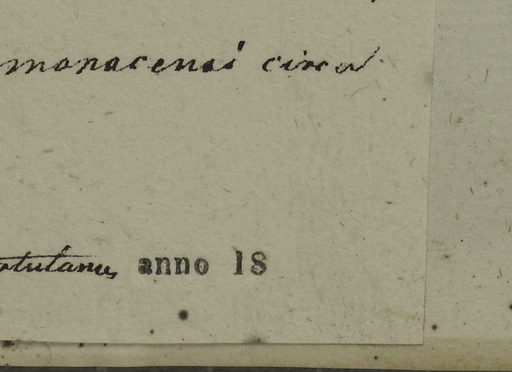 monacensi circa
anno 18